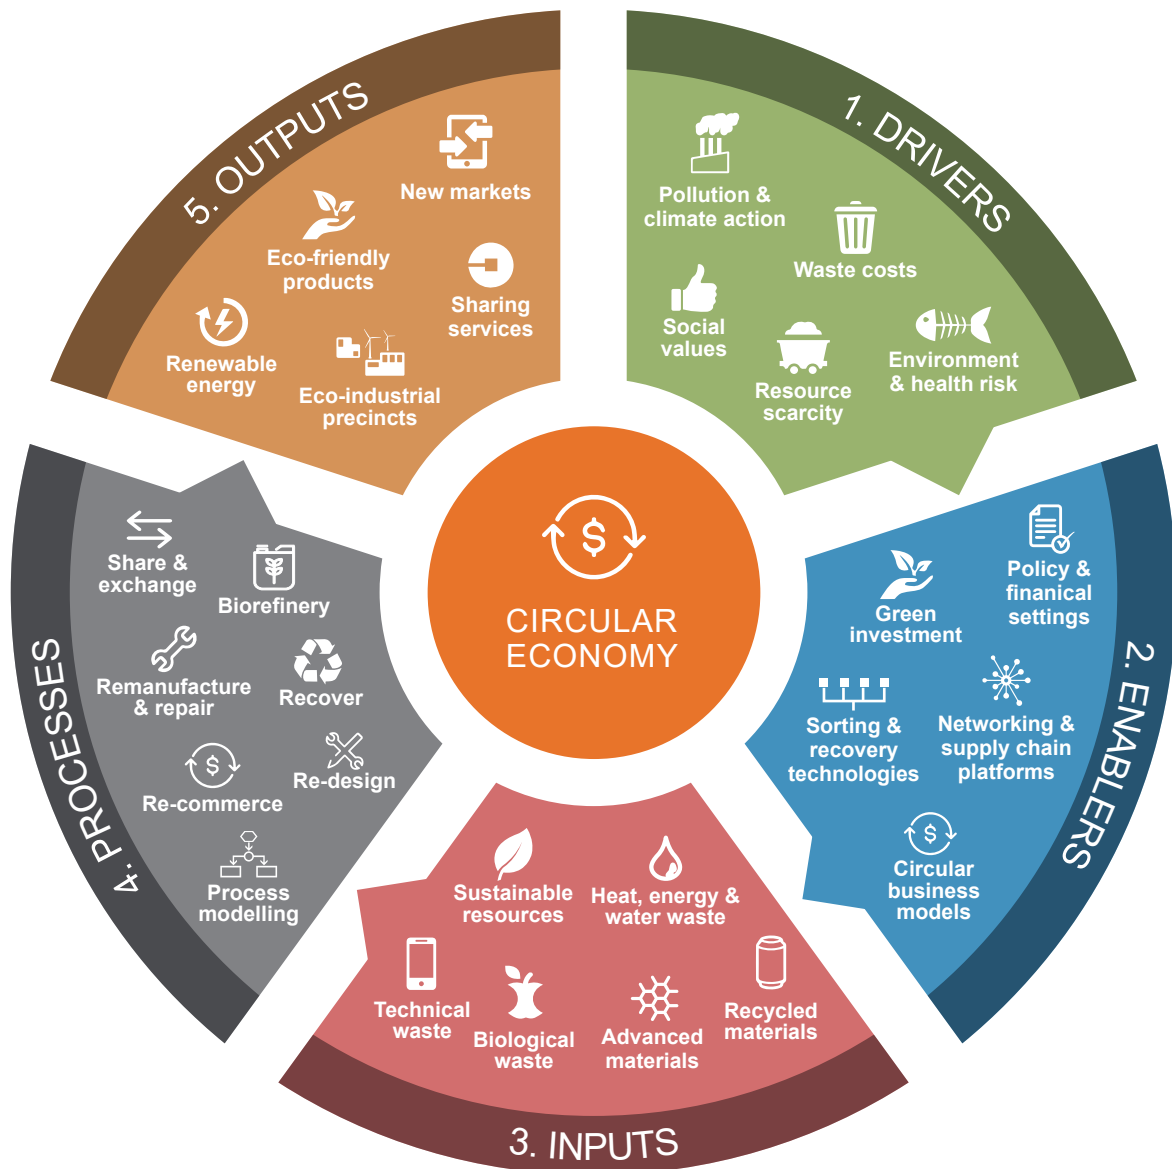 CIRCULAR
ECONOMY
$
1. DRIVERS
Pollution &
climate action
Waste costs
Social
values
Resource
scarcity
Environment
& health risk
2. ENABLERS
Policy &
finanical
settings
Green
investment
Sorting &
recovery
technologies
Networking &
supply chain
platforms
$
Circular
business
models
3. INPUTS
Sustainable
resources
Heat, energy &
water waste
Technical
waste
Biological
waste
Advanced
materials
Recycled
materials
4. PROCESSES
Share &
exchange
Biorefinery
Remanufacture
& repair
Recover
$
Re-commerce
Re-design
Process
modelling
5. OUTPUTS
New markets
Eco-friendly
products
Sharing
services
Renewable
energy
Eco-industrial
precincts